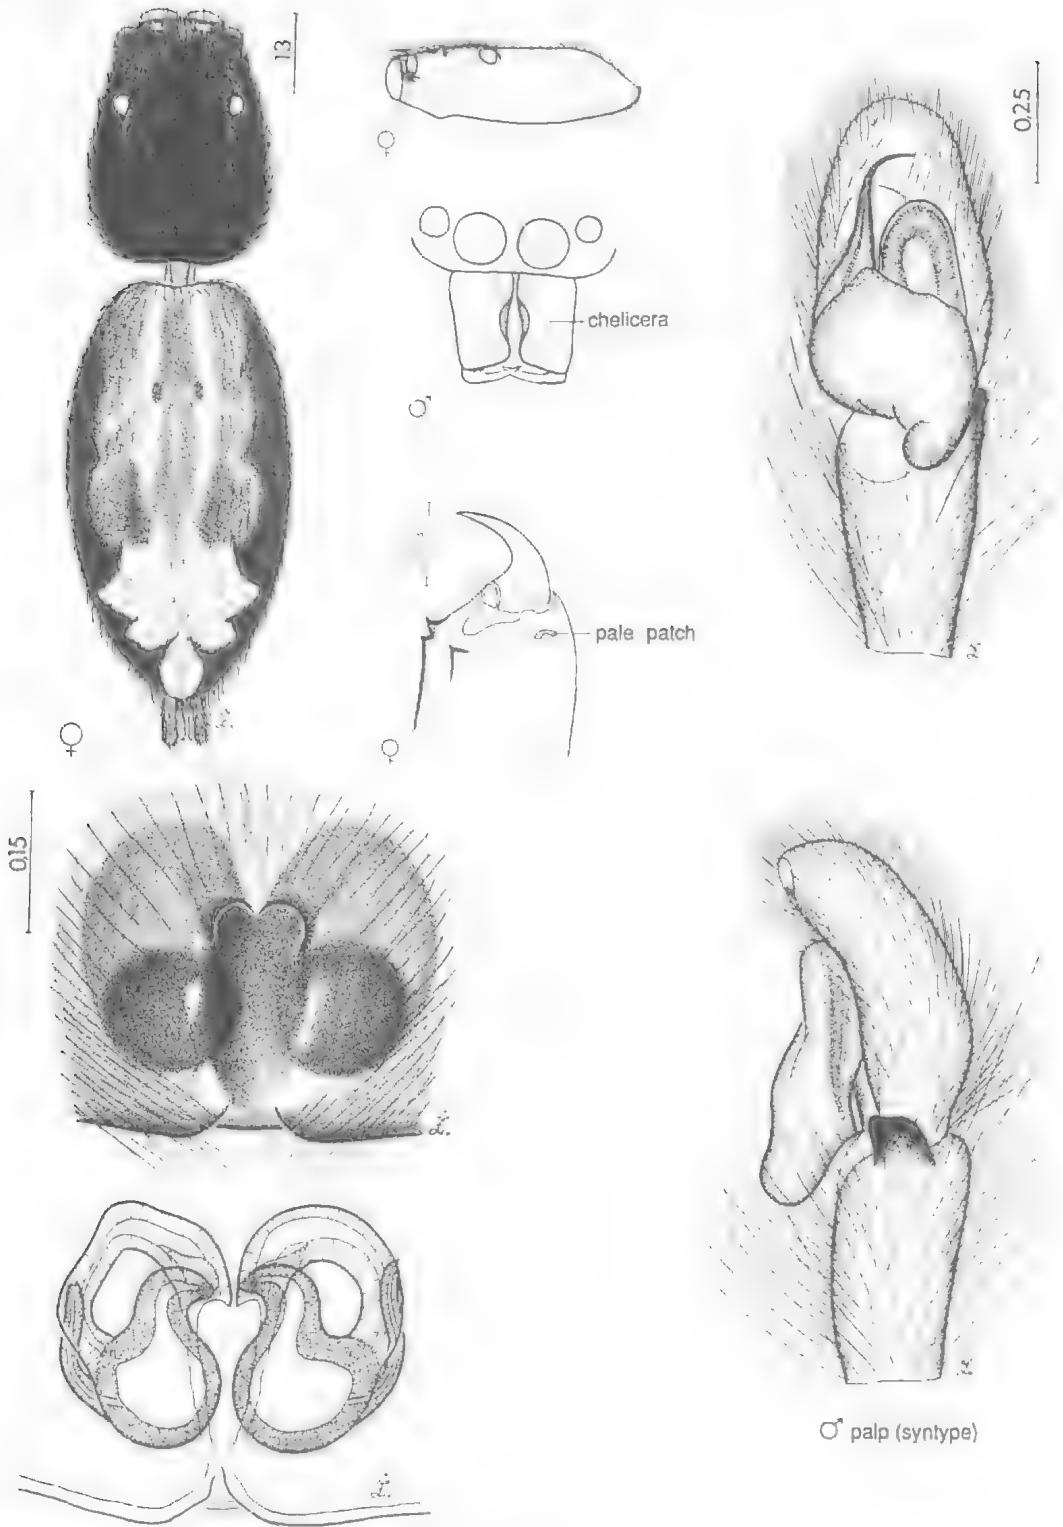 1.3
♀
chelicera
♂
0.25
pale patch
♀
♀
Ż.
Ż.
0.15
Ż.
Ż.
Ż.
♂ palp (syntype)